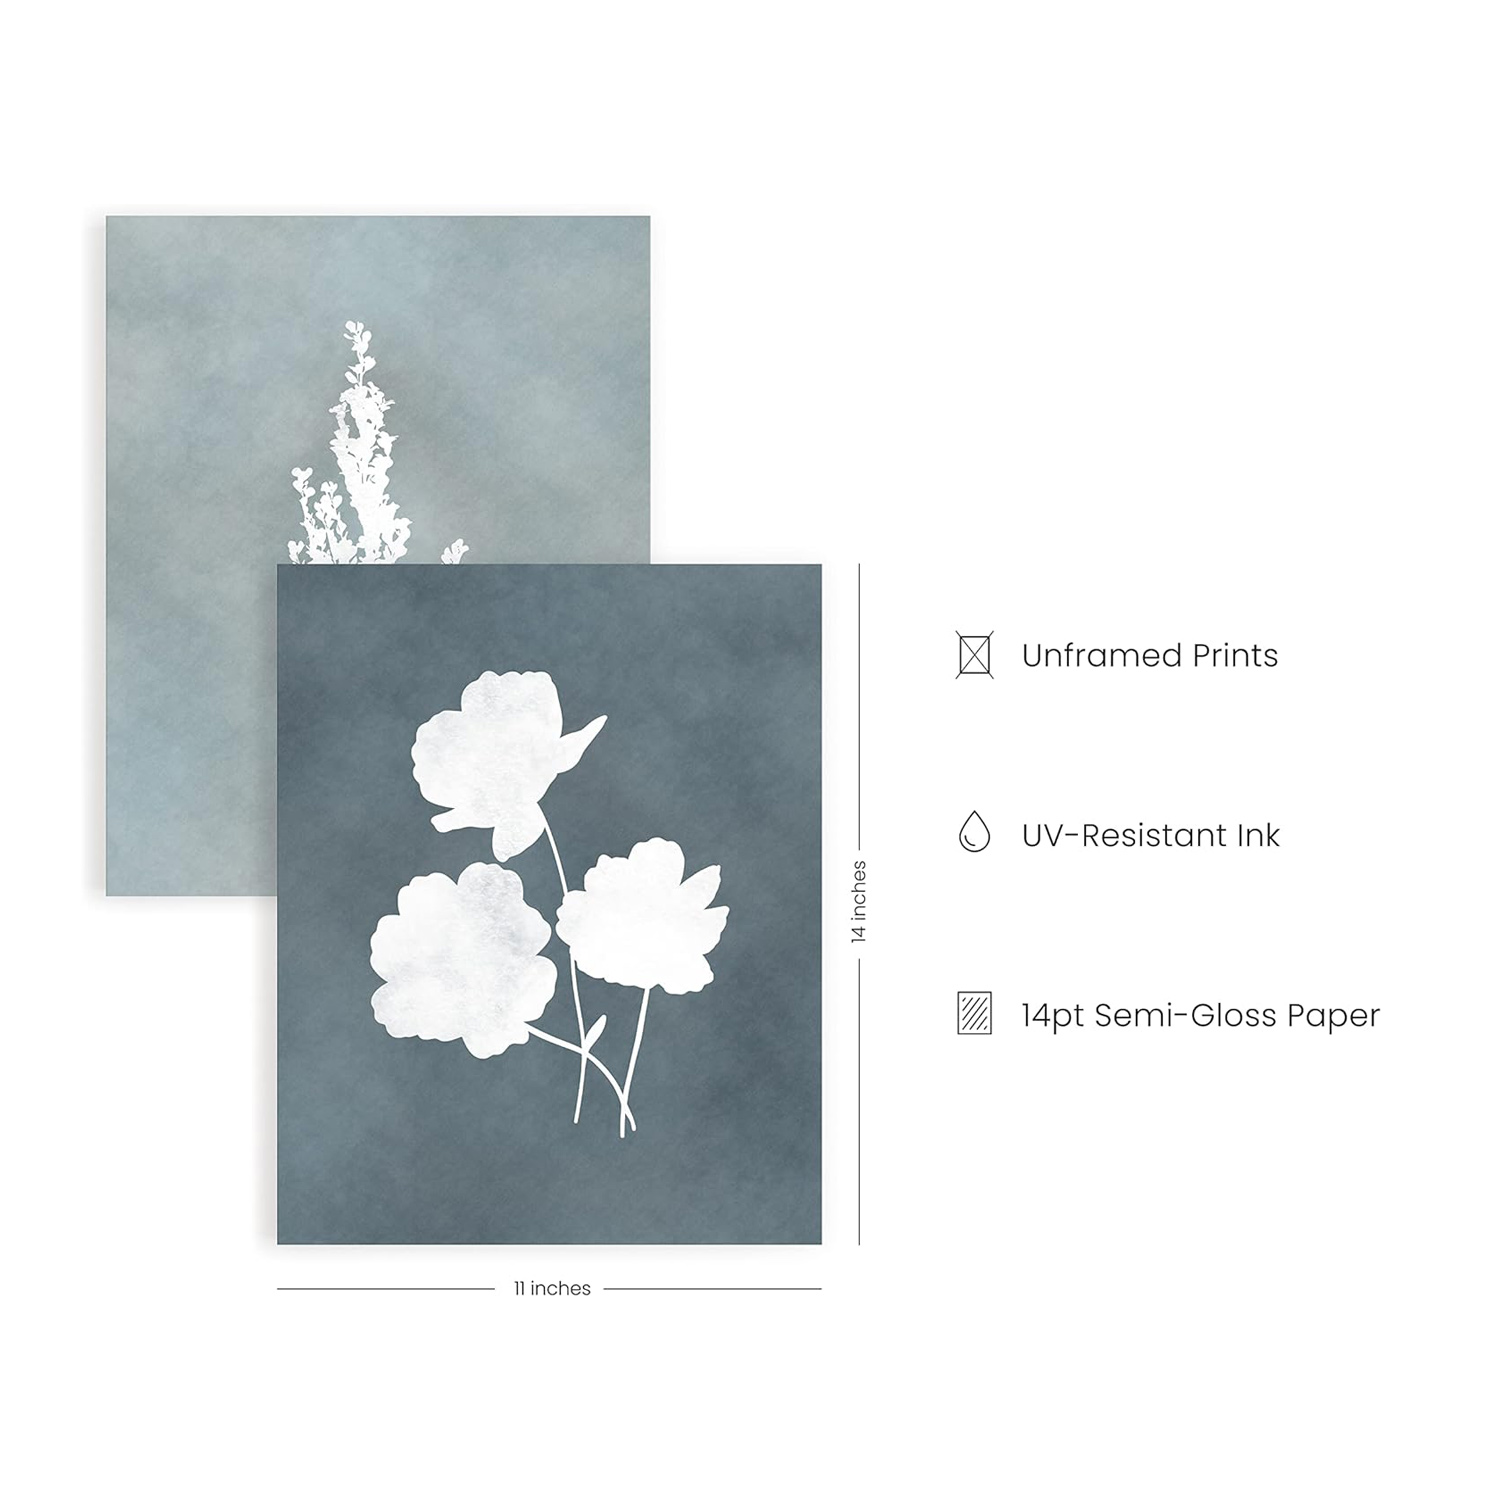 Unframed Prints
UV-Resistant Ink
14pt Semi-Gloss Paper
14 inches
11 inches